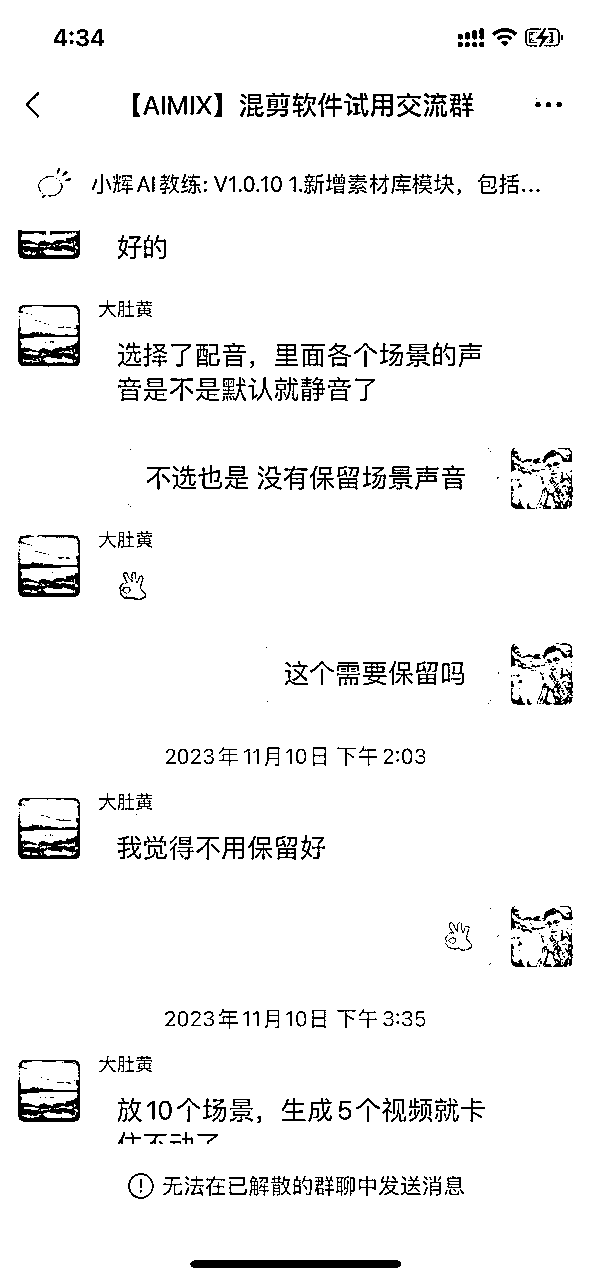 4:34
【AIMIX】混剪软件试用交流群
小辉AI教练: V1.0.10 1.新增素材库模块，包括...
好的
大肚黄
选择了配音，里面各个场景的声
音是不是默认就静音了
不选也是 没有保留场景声音
大肚黄
这个需要保留吗
2023年11月10日 下午2:03
大肚黄
我觉得不用保留好
2023年11月10日 下午3:35
大肚黄
放10个场景，生成5个视频就卡
住不动了
无法在已解散的群聊中发送消息